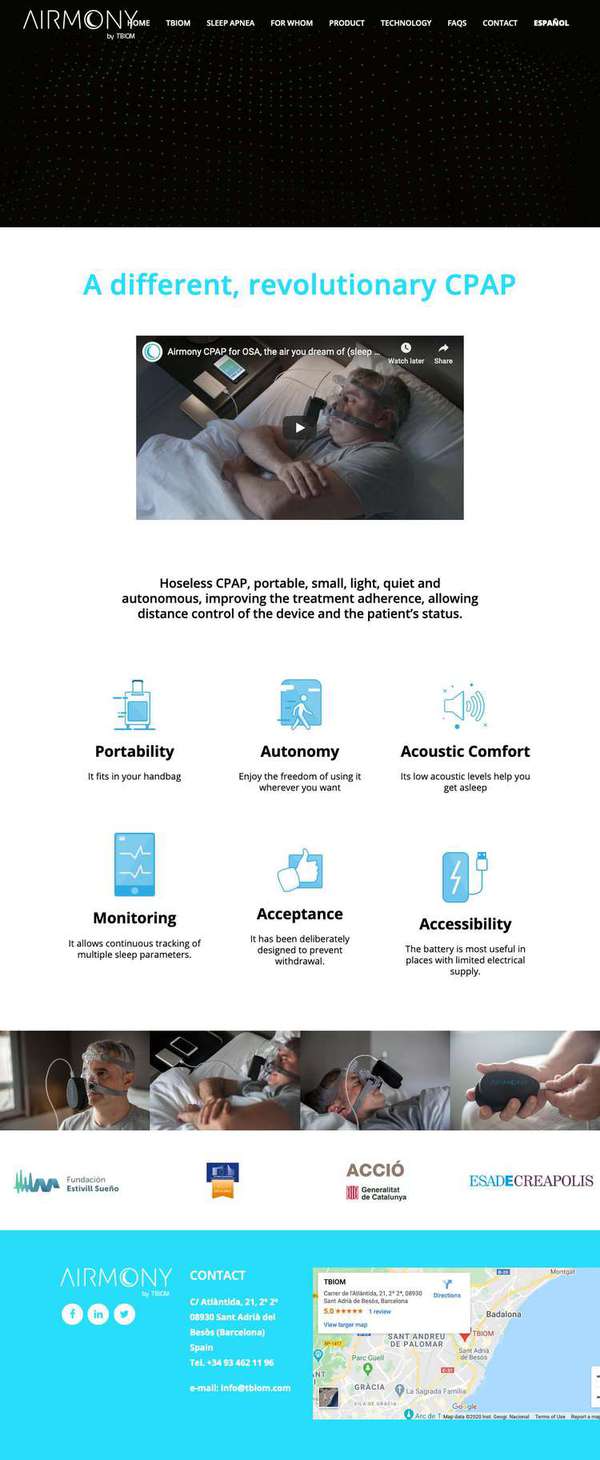 AIRMONY
by TBIOM
HOME TBIOM SLEEP APNEA FOR WHOM PRODUCT TECHNOLOGY FAQS CONTACT ESPAÑOL
A different, revolutionary CPAP
Airmony CPAP for OSA, the air you dream of (sleep ...
Watch later Share
Hoseless CPAP, portable, small, light, quiet and
autonomous, improving the treatment adherence, allowing
distance control of the device and the patient's status.
Portability
It fits in your handbag
Autonomy
Enjoy the freedom of using it
wherever you want
Acoustic Comfort
Its low acoustic levels help you
get asleep
Monitoring
It allows continuous tracking of
multiple sleep parameters.
Acceptance
It has been deliberately
designed to prevent
withdrawal.
Accessibility
The battery is most useful in
places with limited electrical
supply.
AIRMONY
Fundación
Estivill Sueño
ACCIÓ
Generalitat
de Catalunya
ESADECREAPOLIS
AIRMONY
by TBIOM
CONTACT
C/ Atlàntida, 21, 2º 2ª
08930 Sant Adrià del
Besòs (Barcelona)
Spain
Tel. +34 93 462 11 96
e-mail: info@tbiom.com
TBIOM
Carrer de l'Atlàntida, 21, 2º 2ª, 08930
Sant Adrià de Besòs, Barcelona
5.0 1 review
View larger map
Directions
B-20
Montgat
Badalona
TBIOM
Sant Adrià
de Besòs
SANT ANDREU
DE PALOMAR
Parc Güell
GRÀCIA
La Sagrada Família
VILA DE GRÀCIA
Arc de T
Google
Map data ©2020 Inst. Geogr. Nacional Terms of Use Report a map